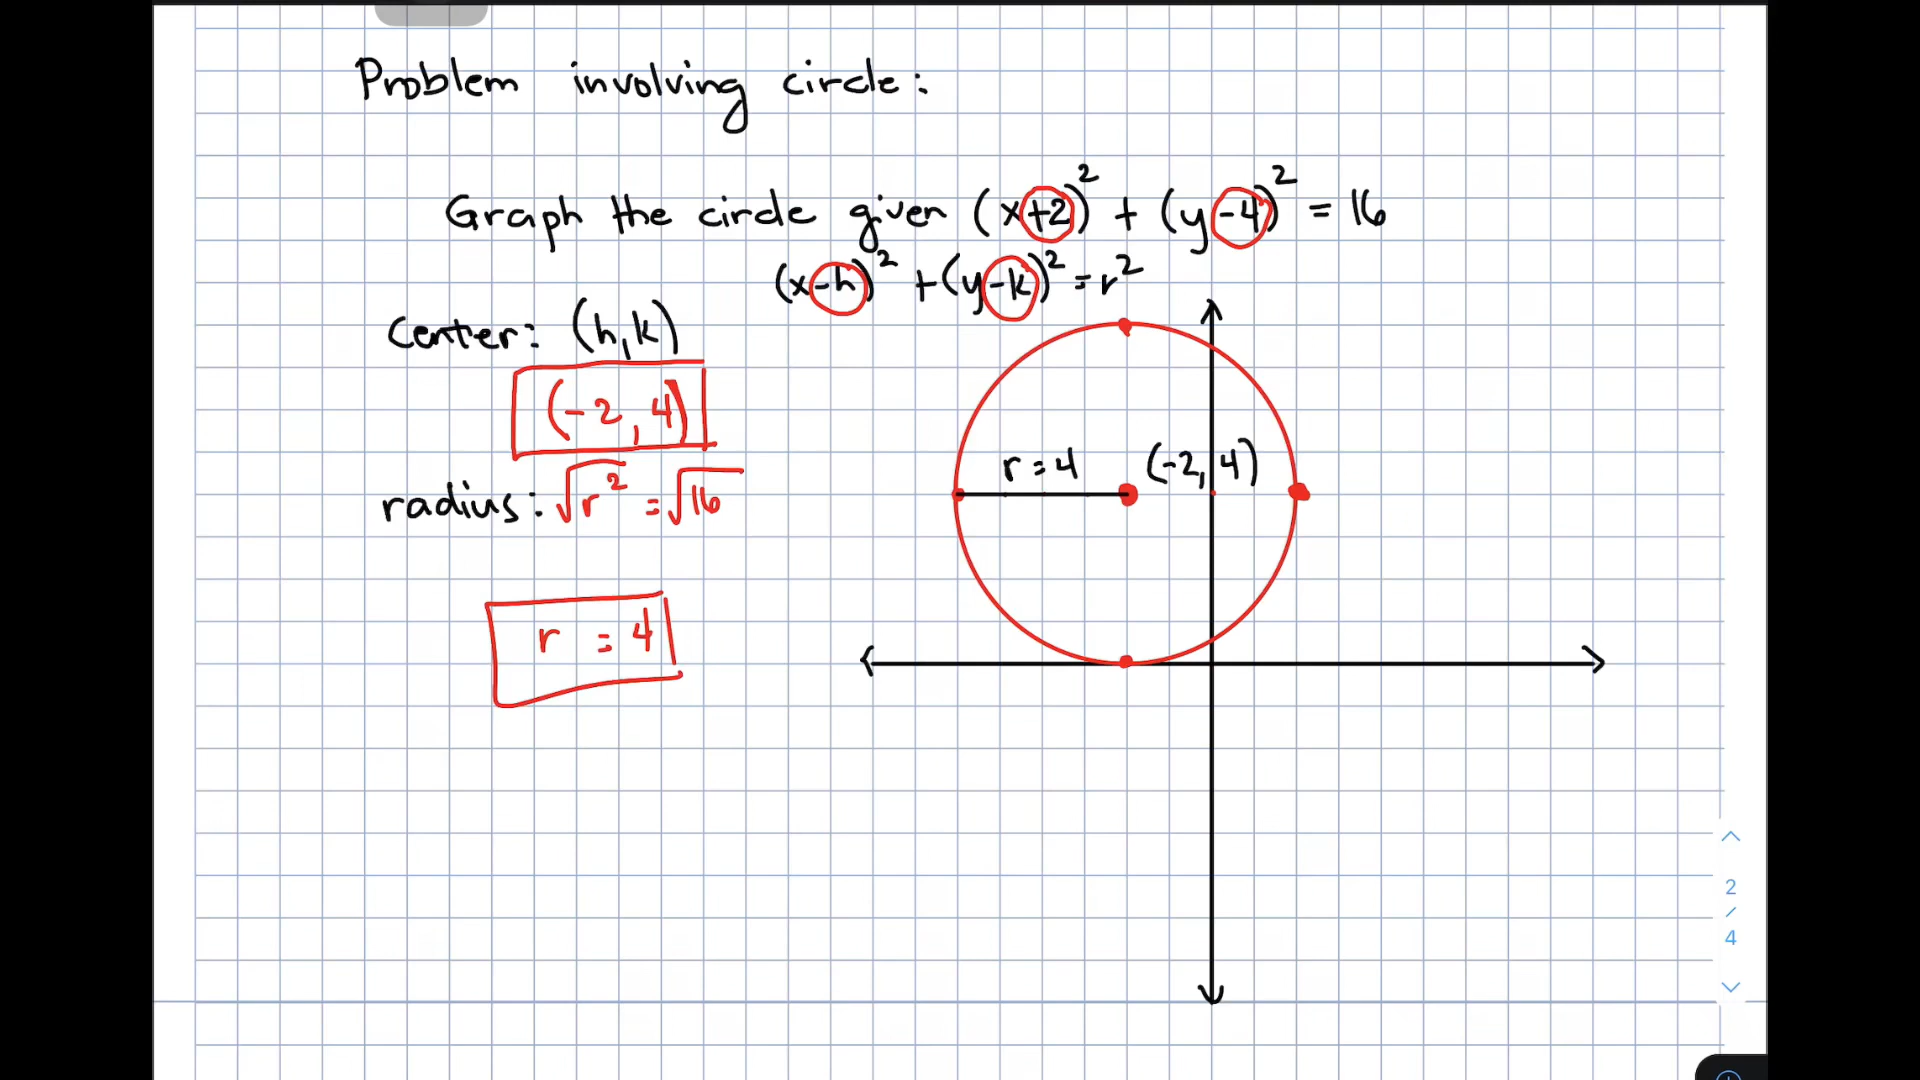 Problem involving circle:
Graph the circle given (x+2)² + (y-4)² = 16
(x-h)² + (y-k)² = r²
Center: (h,k)
(-2, 4)
radius: √r² = √16
r = 4
r = 4 (-2, 4)
2
/
4